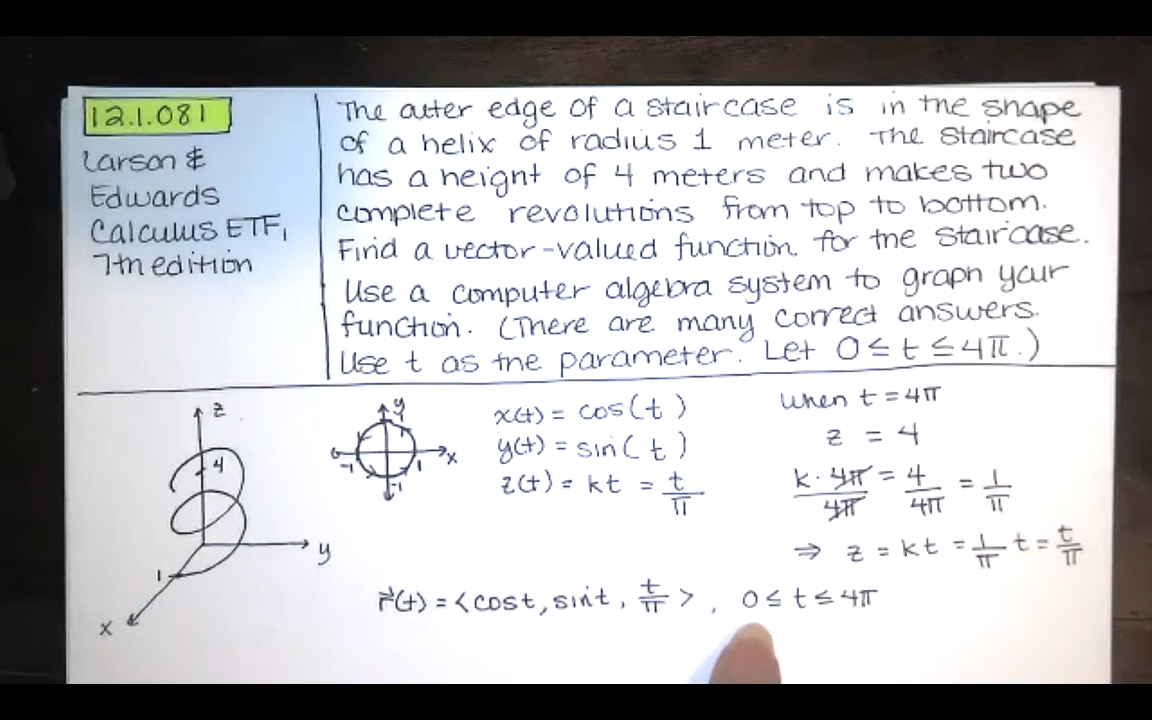 12.1.081
Larson &
Edwards
Calculus ETF,
7th edition
The outer edge of a staircase is in the shape
of a helix of radius 1 meter. The staircase
has a height of 4 meters and makes two
complete revolutions from top to bottom.
Find a vector-valued function for the staircase.
Use a computer algebra system to graph your
function. (There are many correct answers.
Use t as the parameter. Let 0 ≤ t ≤ 4π.)
z
4
y
1
x
y
1
-1
1
x
-1
x(t) = cos(t)
y(t) = sin(t)
z(t) = kt = t/π
When t = 4π
z = 4
k · 4π/4π = 4/4π = 1/π
⇒ z = kt = 1/π t = t/π
r⃗(t) = ⟨cost, sint, t/π⟩, 0 ≤ t ≤ 4π